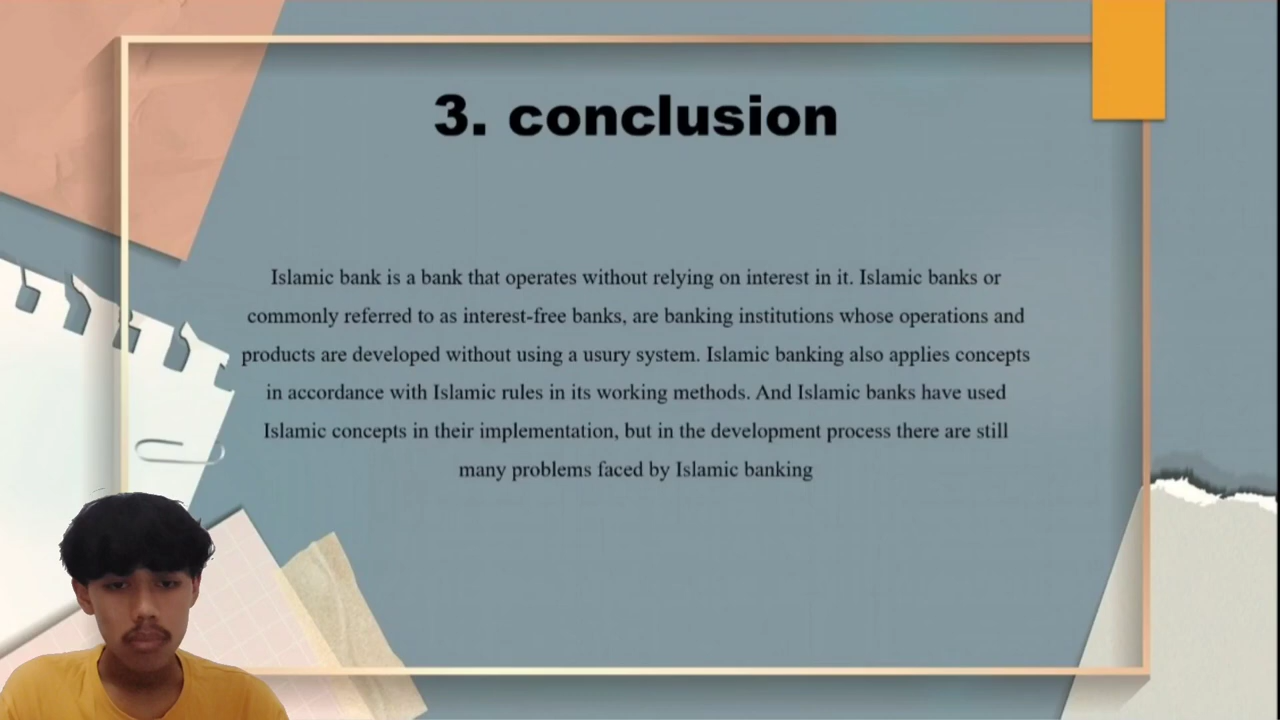 3. conclusion
Islamic bank is a bank that operates without relying on interest in it. Islamic banks or
commonly referred to as interest-free banks, are banking institutions whose operations and
products are developed without using a usury system. Islamic banking also applies concepts
in accordance with Islamic rules in its working methods. And Islamic banks have used
Islamic concepts in their implementation, but in the development process there are still
many problems faced by Islamic banking